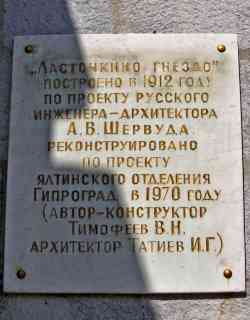 „Ласточкино гнездо"
построено в 1912 году
по проекту русского
инженера-архитектора
А.В.Шервуда.
реконструировано
по проекту
ялтинского отделения
Гипроград в 1970 году
(автор-конструктор
Тимофеев В.Н.
архитектор Татиев И.Г.)